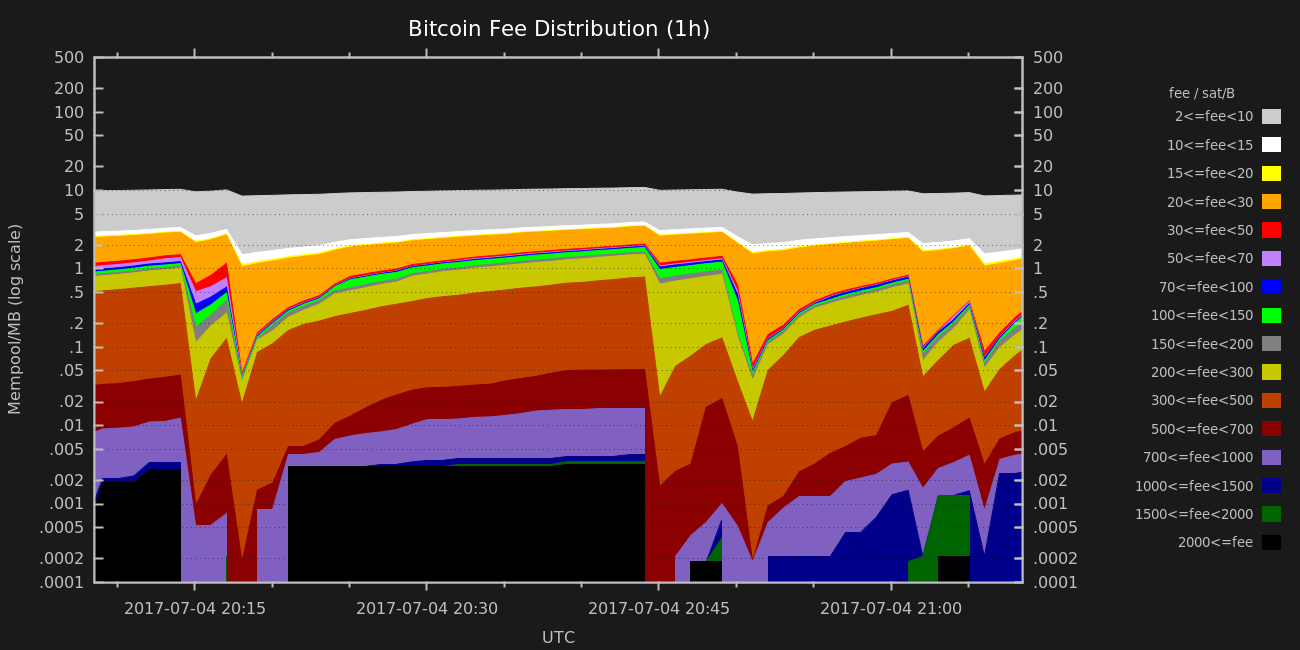 Bitcoin Fee Distribution (1h)
Mempool/MB (log scale)
500
200
100
50
20
10
5
2
1
.5
.2
.1
.05
.02
.01
.005
.002
.001
.0005
.0002
.0001
500
200
100
50
20
10
5
2
1
.5
.2
.1
.05
.02
.01
.005
.002
.001
.0005
.0002
.0001
2017-07-04 20:15
2017-07-04 20:30
2017-07-04 20:45
2017-07-04 21:00
UTC
fee / sat/B
2<=fee<10
10<=fee<15
15<=fee<20
20<=fee<30
30<=fee<50
50<=fee<70
70<=fee<100
100<=fee<150
150<=fee<200
200<=fee<300
300<=fee<500
500<=fee<700
700<=fee<1000
1000<=fee<1500
1500<=fee<2000
2000<=fee